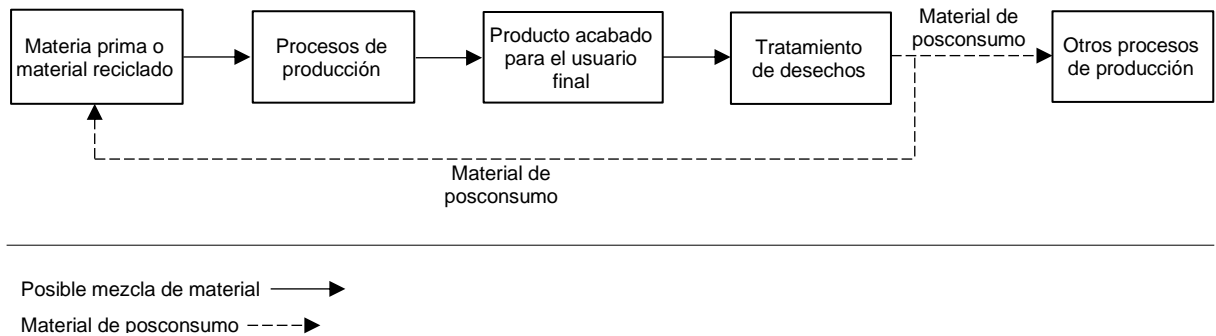 Materia prima o
material reciclado
Procesos de
producción
Producto acabado
para el usuario
final
Tratamiento
de desechos
Material de
posconsumo
Otros procesos
de producción
Material de
posconsumo
Posible mezcla de material
Material de posconsumo